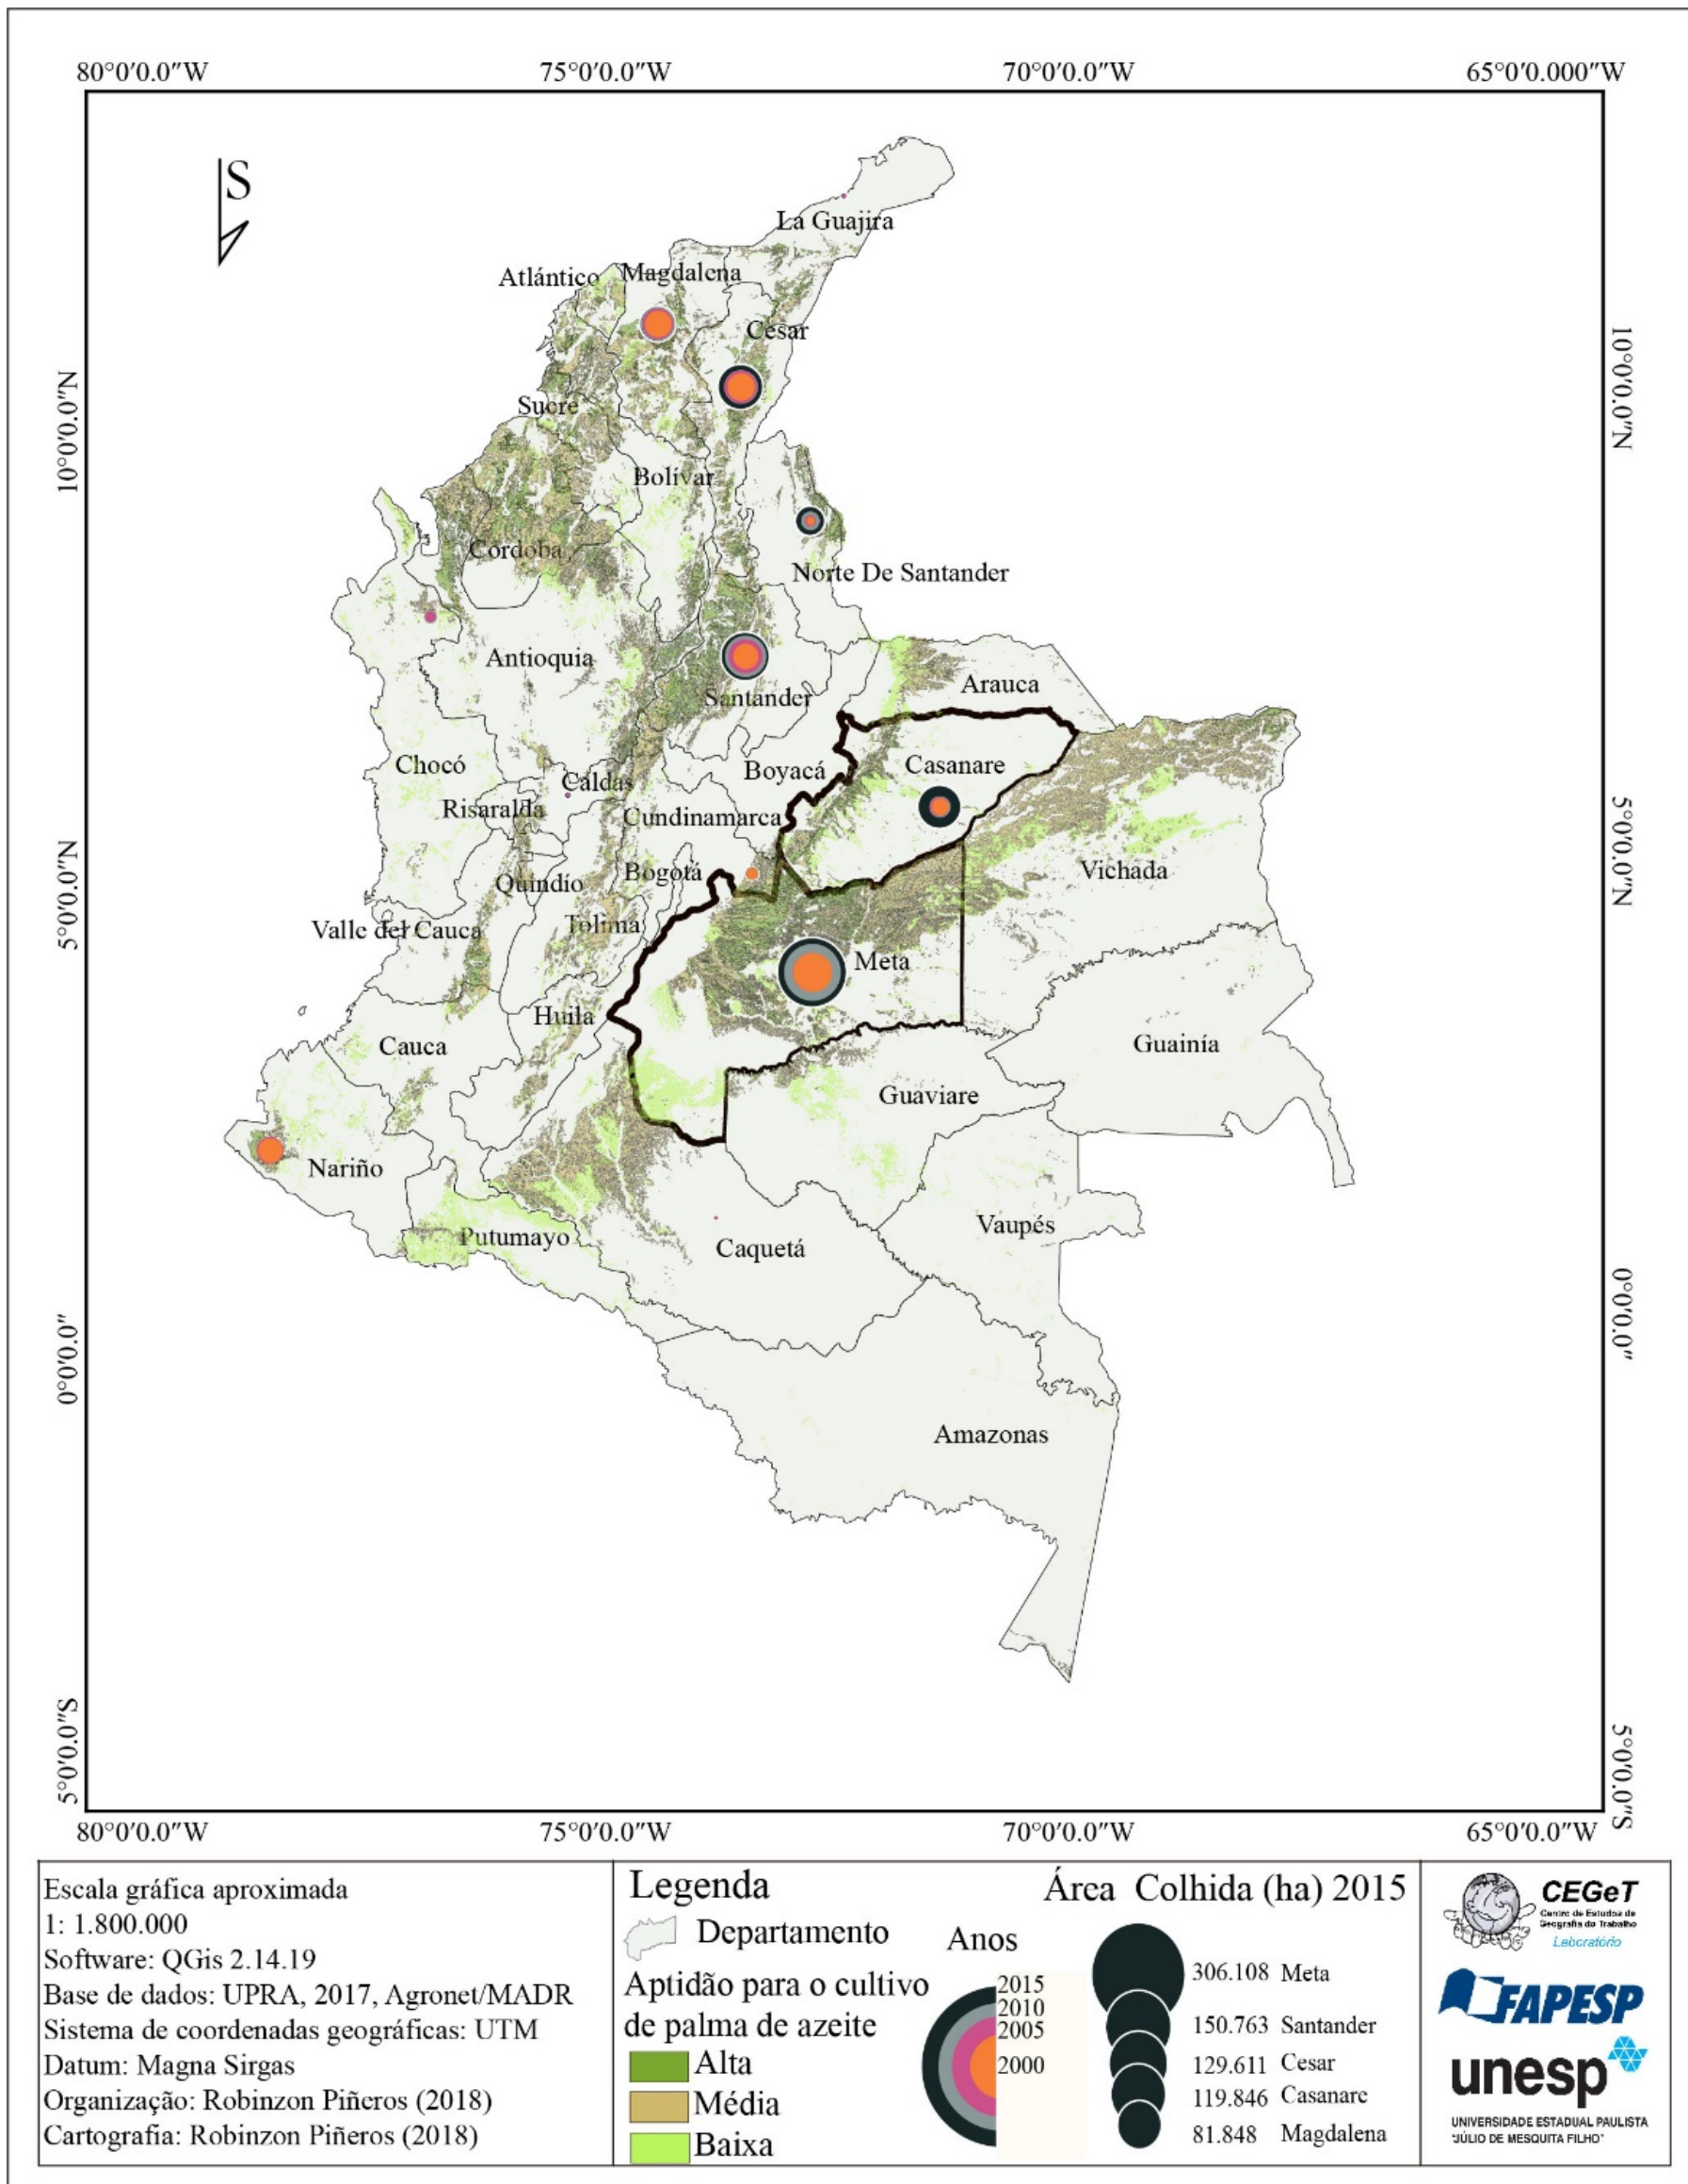 80°0′0.0″W 75°0′0.0″W 70°0′0.0″W 65°0′0.000″W
S
La Guajira
Atlántico Magdalena
Cesar
10°0′0.0″N 10°0′0.0″N
Sucre
Bolívar
Córdoba
Norte De Santander
Antioquia
Arauca
Santander
Chocó
Boyacá
Casanare
Caldas
Risaralda
Cundinamarca
5°0′0.0″N 5°0′0.0″N
Vichada
Bogotá
Quindío
Tolima
Valle del Cauca
Meta
Huila
Cauca
Guainía
Guaviare
Nariño
Vaupés
Putumayo
Caquetá
0°0′0.0″ 0°0′0.0″
Amazonas
5°0′0.0″S 5°0′0.0″S
80°0′0.0″W 75°0′0.0″W 70°0′0.0″W 65°0′0.0″W
Escala gráfica aproximada
1: 1.800.000
Software: QGis 2.14.19
Base de dados: UPRA, 2017, Agronet/MADR
Sistema de coordenadas geográficas: UTM
Datum: Magna Sirgas
Organização: Robinzon Piñeros (2018)
Cartografia: Robinzon Piñeros (2018)
Legenda
Departamento
Aptidão para o cultivo
de palma de azeite
Alta
Média
Baixa
Anos
2015
2010
2005
2000
Área Colhida (ha) 2015
306.108 Meta
150.763 Santander
129.611 Cesar
119.846 Casanare
81.848 Magdalena
CEGeT
Centro de Estudos de
Geografia do Trabalho
Laboratório
FAPESP
unesp
UNIVERSIDADE ESTADUAL PAULISTA
"JÚLIO DE MESQUITA FILHO"